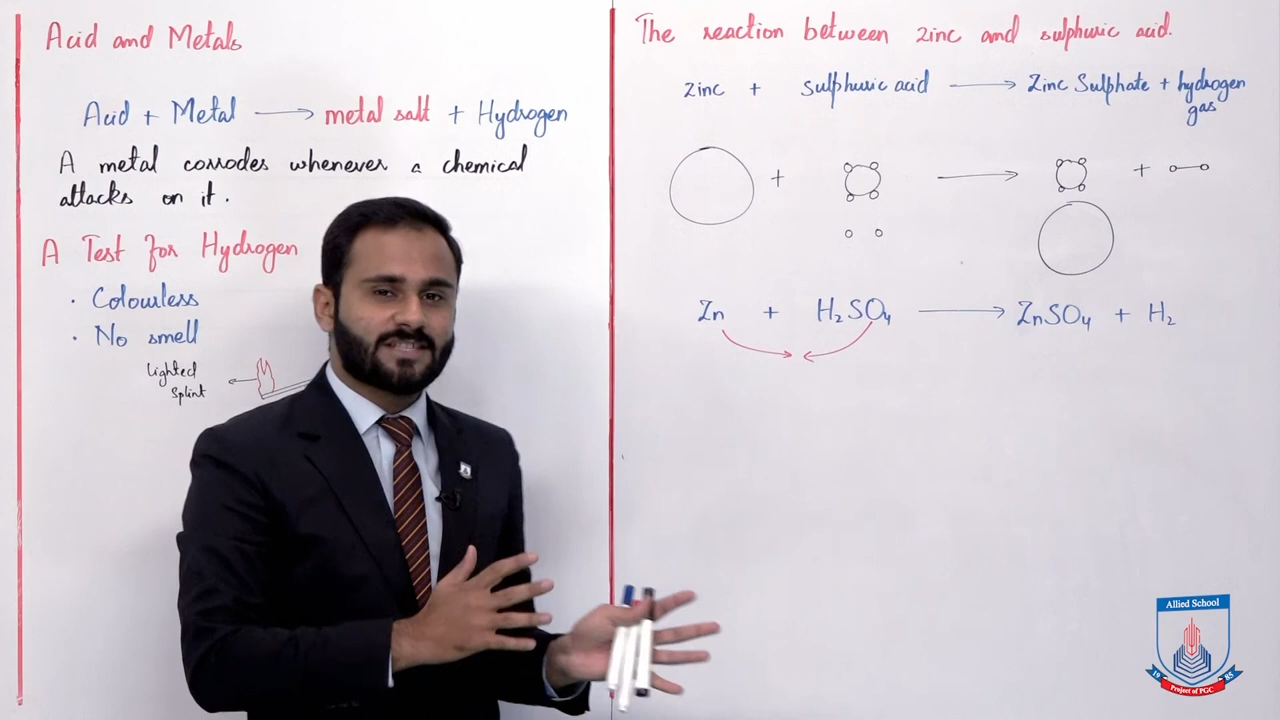 Acid and Metals
Acid + Metal → metal salt + Hydrogen
A metal corrodes whenever a chemical
attacks on it.
A Test for Hydrogen
· Colourless
· No smell
lighted
splint
The reaction between zinc and sulphuric acid.
zinc + sulphuric acid → Zinc Sulphate + hydrogen
gas
+ → +
Zn + H₂SO₄ → ZnSO₄ + H₂
Allied School
19 85
Project of PGC